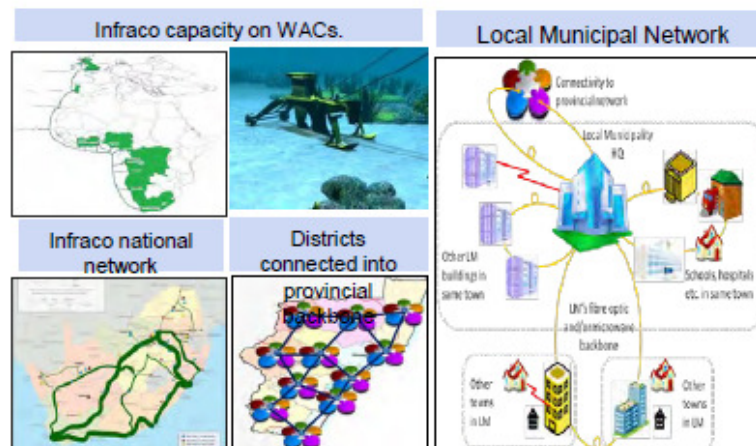 Infraco capacity on WACs.
Infraco national
network
Districts
connected into
provincial
backbone
Local Municipal Network
Connectivity to
provincial network
Local Municipality
HQ
Other LM
buildings in
same town
Schools, hospitals
etc. in same town
LM's fibre optic
and/or microwave
backbone
Other
towns
in LM
Other
towns
in LM